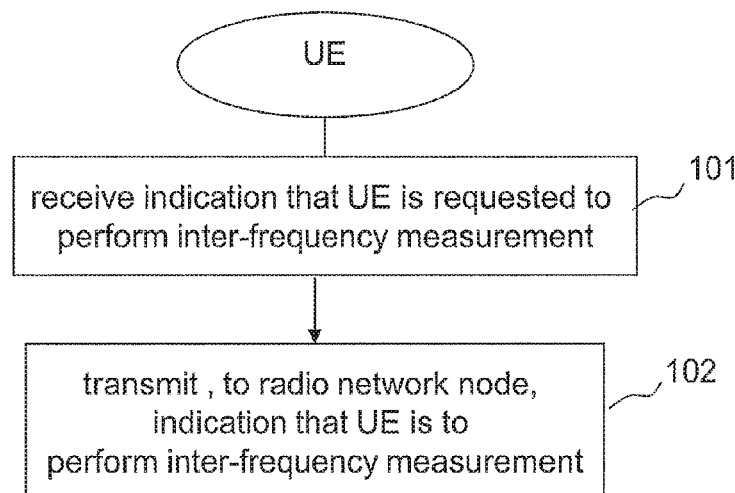 UE
receive indication that UE is requested to
perform inter-frequency measurement
101
transmit , to radio network node,
indication that UE is to
perform inter-frequency measurement
102